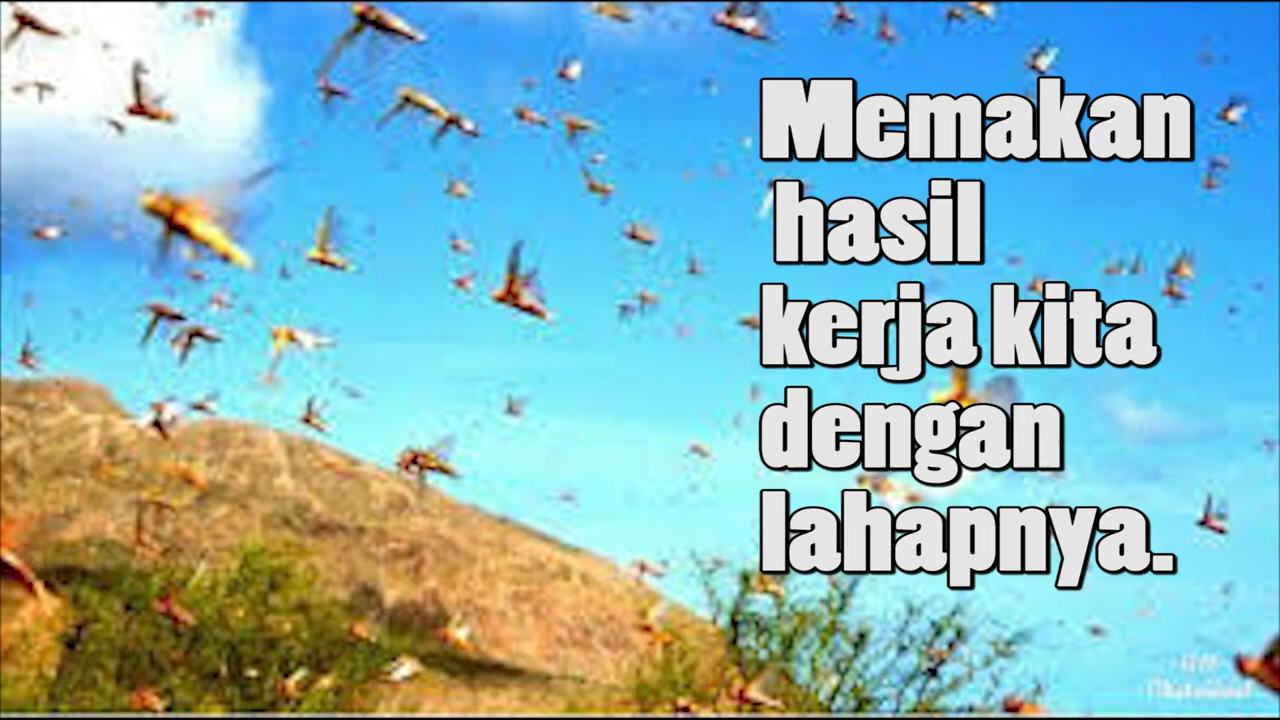 Memakan
hasil
kerja kita
dengan
lahapnya.